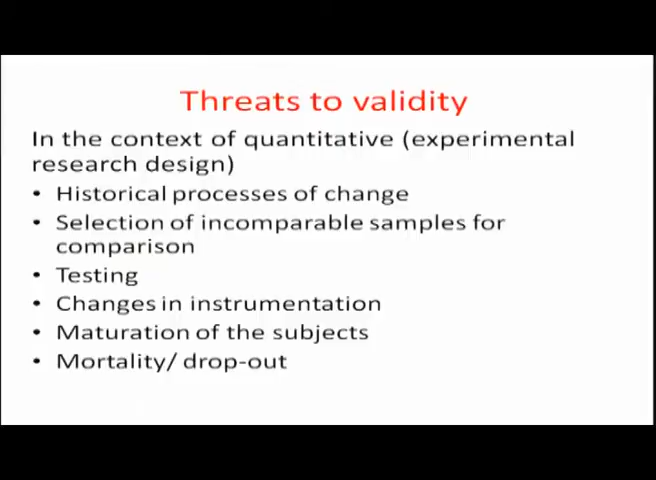 Threats to validity
In the context of quantitative (experimental
research design)
• Historical processes of change
• Selection of incomparable samples for
comparison
• Testing
• Changes in instrumentation
• Maturation of the subjects
• Mortality/ drop-out